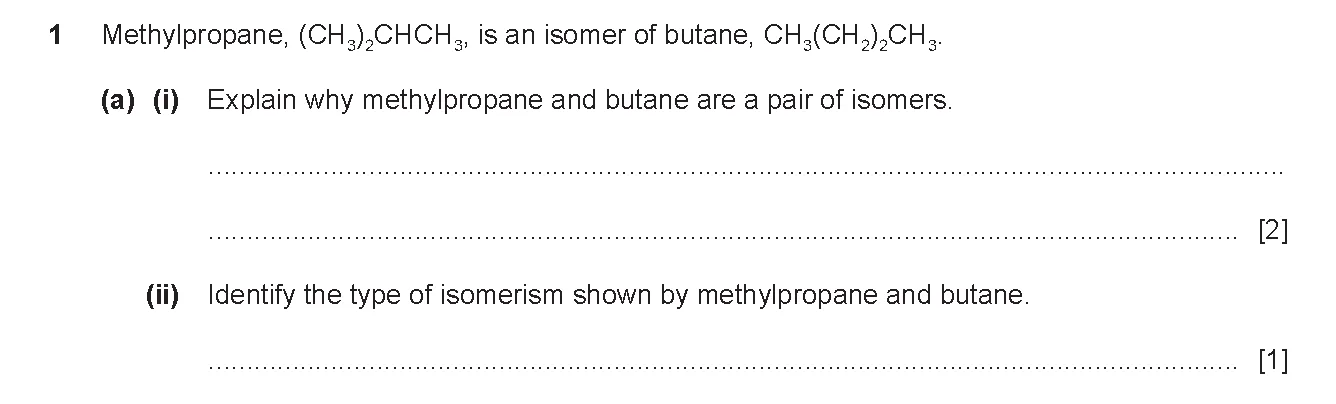 1 Methylpropane, (CH₃)₂CHCH₃, is an isomer of butane, CH₃(CH₂)₂CH₃.
(a) (i) Explain why methylpropane and butane are a pair of isomers.
..........................................................................................................................................
.................................................................................................................................... [2]
(ii) Identify the type of isomerism shown by methylpropane and butane.
.................................................................................................................................... [1]